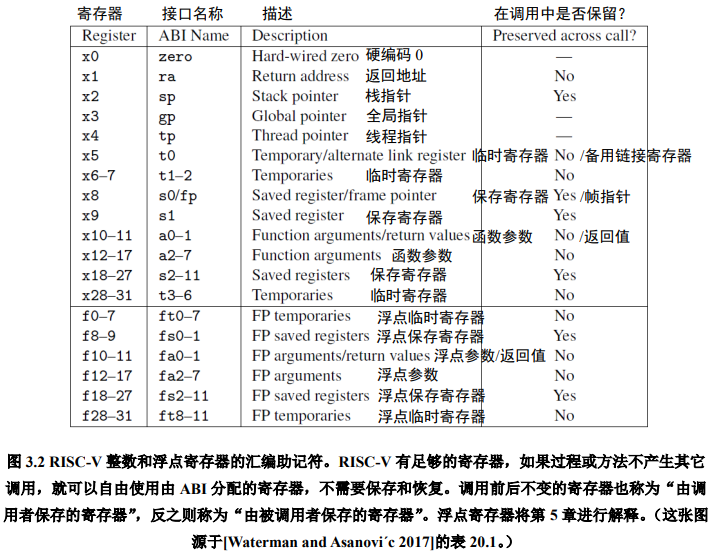 寄存器 接口名称 描述 在调用中是否保留？
Register ABI Name Description Preserved across call?
x0 zero Hard-wired zero 硬编码 0 —
x1 ra Return address 返回地址 No
x2 sp Stack pointer 栈指针 Yes
x3 gp Global pointer 全局指针 —
x4 tp Thread pointer 线程指针 —
x5 t0 Temporary/alternate link register 临时寄存器 No /备用链接寄存器
x6–7 t1–2 Temporaries 临时寄存器 No
x8 s0/fp Saved register/frame pointer 保存寄存器 Yes /帧指针
x9 s1 Saved register 保存寄存器 Yes
x10–11 a0–1 Function arguments/return values 函数参数 No /返回值
x12–17 a2–7 Function arguments 函数参数 No
x18–27 s2–11 Saved registers 保存寄存器 Yes
x28–31 t3–6 Temporaries 临时寄存器 No
f0–7 ft0–7 FP temporaries 浮点临时寄存器 No
f8–9 fs0–1 FP saved registers 浮点保存寄存器 Yes
f10–11 fa0–1 FP arguments/return values 浮点参数/返回值 No
f12–17 fa2–7 FP arguments 浮点参数 No
f18–27 fs2–11 FP saved registers 浮点保存寄存器 Yes
f28–31 ft8–11 FP temporaries 浮点临时寄存器 No
图 3.2 RISC-V 整数和浮点寄存器的汇编助记符。RISC-V 有足够的寄存器，如果过程或方法不产生其它
调用，就可以自由使用由 ABI 分配的寄存器，不需要保存和恢复。调用前后不变的寄存器也称为“由调
用者保存的寄存器”，反之则称为“由被调用者保存的寄存器”。浮点寄存器将第 5 章进行解释。（这张图
源于[Waterman and Asanovi´c 2017]的表 20.1。）